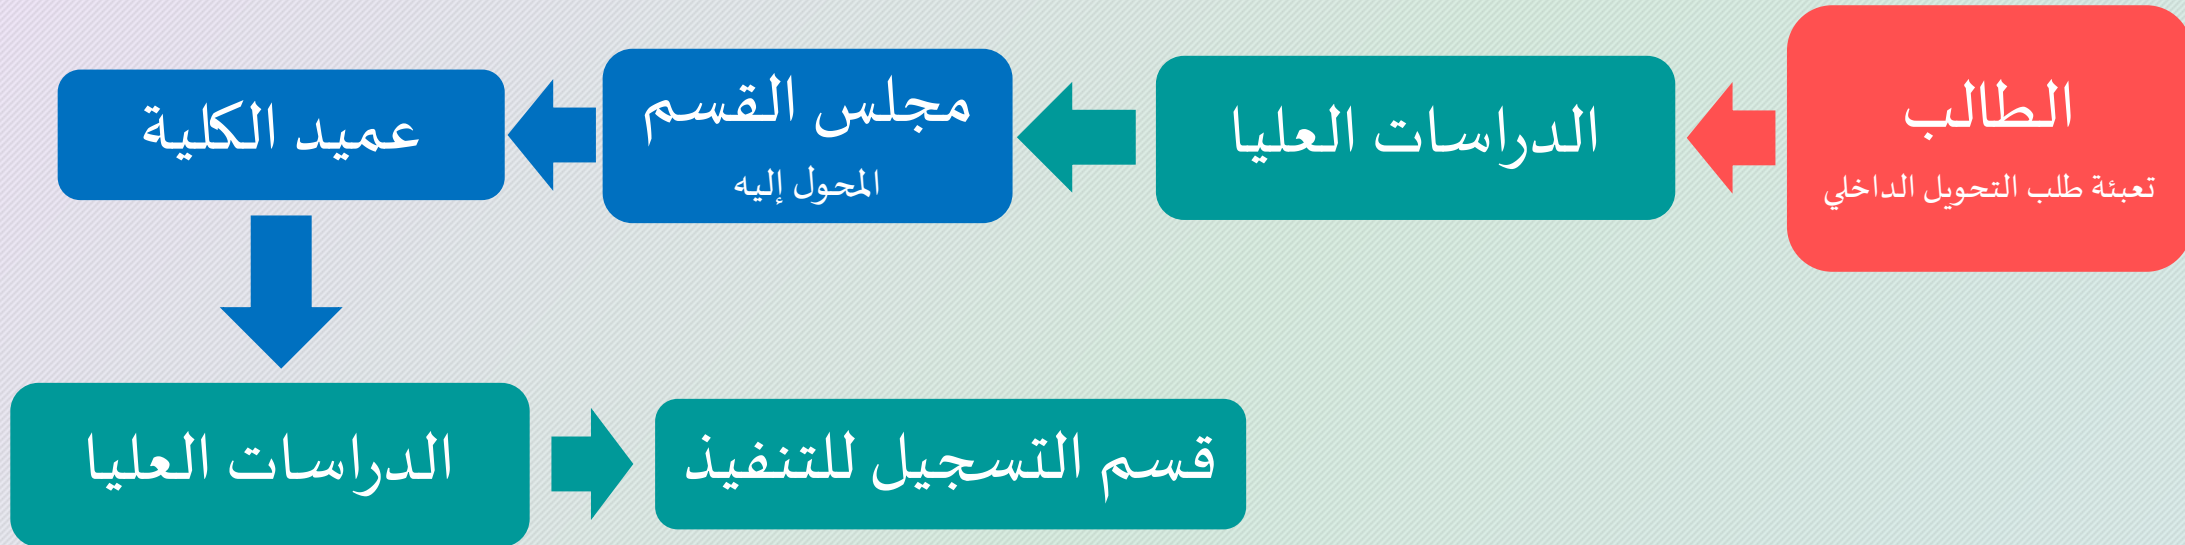 الطالب
تعبئة طلب التحويل الداخلي
الدراسات العليا
مجلس القسم
المحول إليه
عميد الكلية
الدراسات العليا
قسم التسجيل للتنفيذ